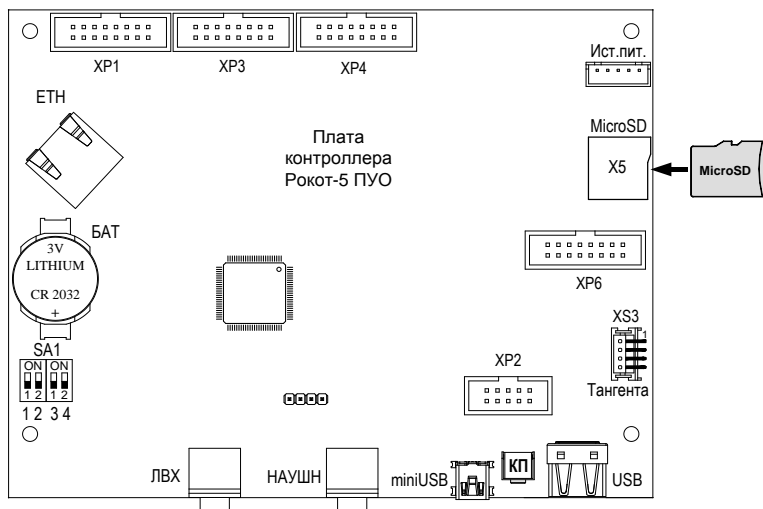 XP1
XP3
XP4
Ист.пит.
ETH
MicroSD
Плата
контроллера
Рокот-5 ПУО
X5
MicroSD
БАТ
3V
LITHIUM
CR 2032
+
XP6
XS3
1
SA1
ON ON
1 2 1 2
1 2 3 4
XP2
Тангента
ЛВХ
НАУШН
miniUSB
КП
USB